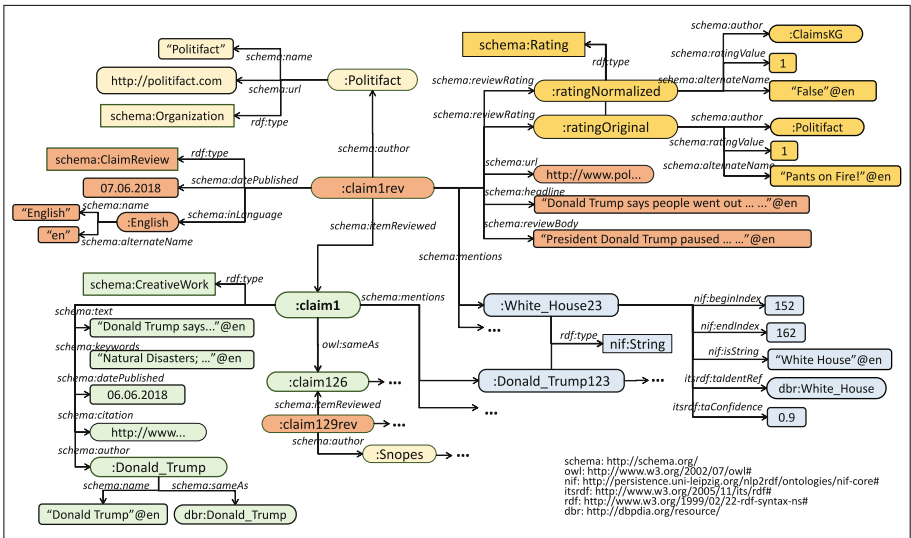 "Politifact"
schema:name
http://politifact.com
schema:url
schema:Organization
rdf:type
:Politifact
schema:author
schema:Rating
rdf:type
schema:reviewRating
:ratingNormalized
schema:author
:ClaimsKG
schema:ratingValue
1
schema:alternateName
"False"@en
schema:reviewRating
:ratingOriginal
schema:author
:Politifact
schema:ratingValue
1
schema:alternateName
"Pants on Fire!"@en
schema:ClaimReview
rdf:type
07.06.2018
schema:datePublished
:claim1rev
"English"
schema:name
:English
schema:inLanguage
"en"
schema:alternateName
schema:url
http://www.pol...
schema:headline
"Donald Trump says people went out ... ..."@en
schema:reviewBody
"President Donald Trump paused ... ..."@en
schema:itemReviewed
schema:mentions
schema:CreativeWork
rdf:type
:claim1
schema:mentions
schema:text
"Donald Trump says..."@en
schema:keywords
"Natural Disasters; ..."@en
schema:datePublished
06.06.2018
schema:citation
http://www...
schema:author
:Donald_Trump
schema:name
schema:sameAs
"Donald Trump"@en
dbr:Donald_Trump
owl:sameAs
:claim126
...
schema:itemReviewed
:claim129rev
...
schema:author
:Snopes
...
:White_House23
...
rdf:type
nif:String
:Donald_Trump123
...
...
nif:beginIndex
152
nif:endIndex
162
nif:isString
"White House"@en
itsrdf:taIdentRef
dbr:White_House
itsrdf:taConfidence
0.9
schema: http://schema.org/
owl: http://www.w3.org/2002/07/owl#
nif: http://persistence.uni-leipzig.org/nlp2rdf/ontologies/nif-core#
itsrdf: http://www.w3.org/2005/11/its/rdf#
rdf: http://www.w3.org/1999/02/22-rdf-syntax-ns#
dbr: http://dbpdia.org/resource/